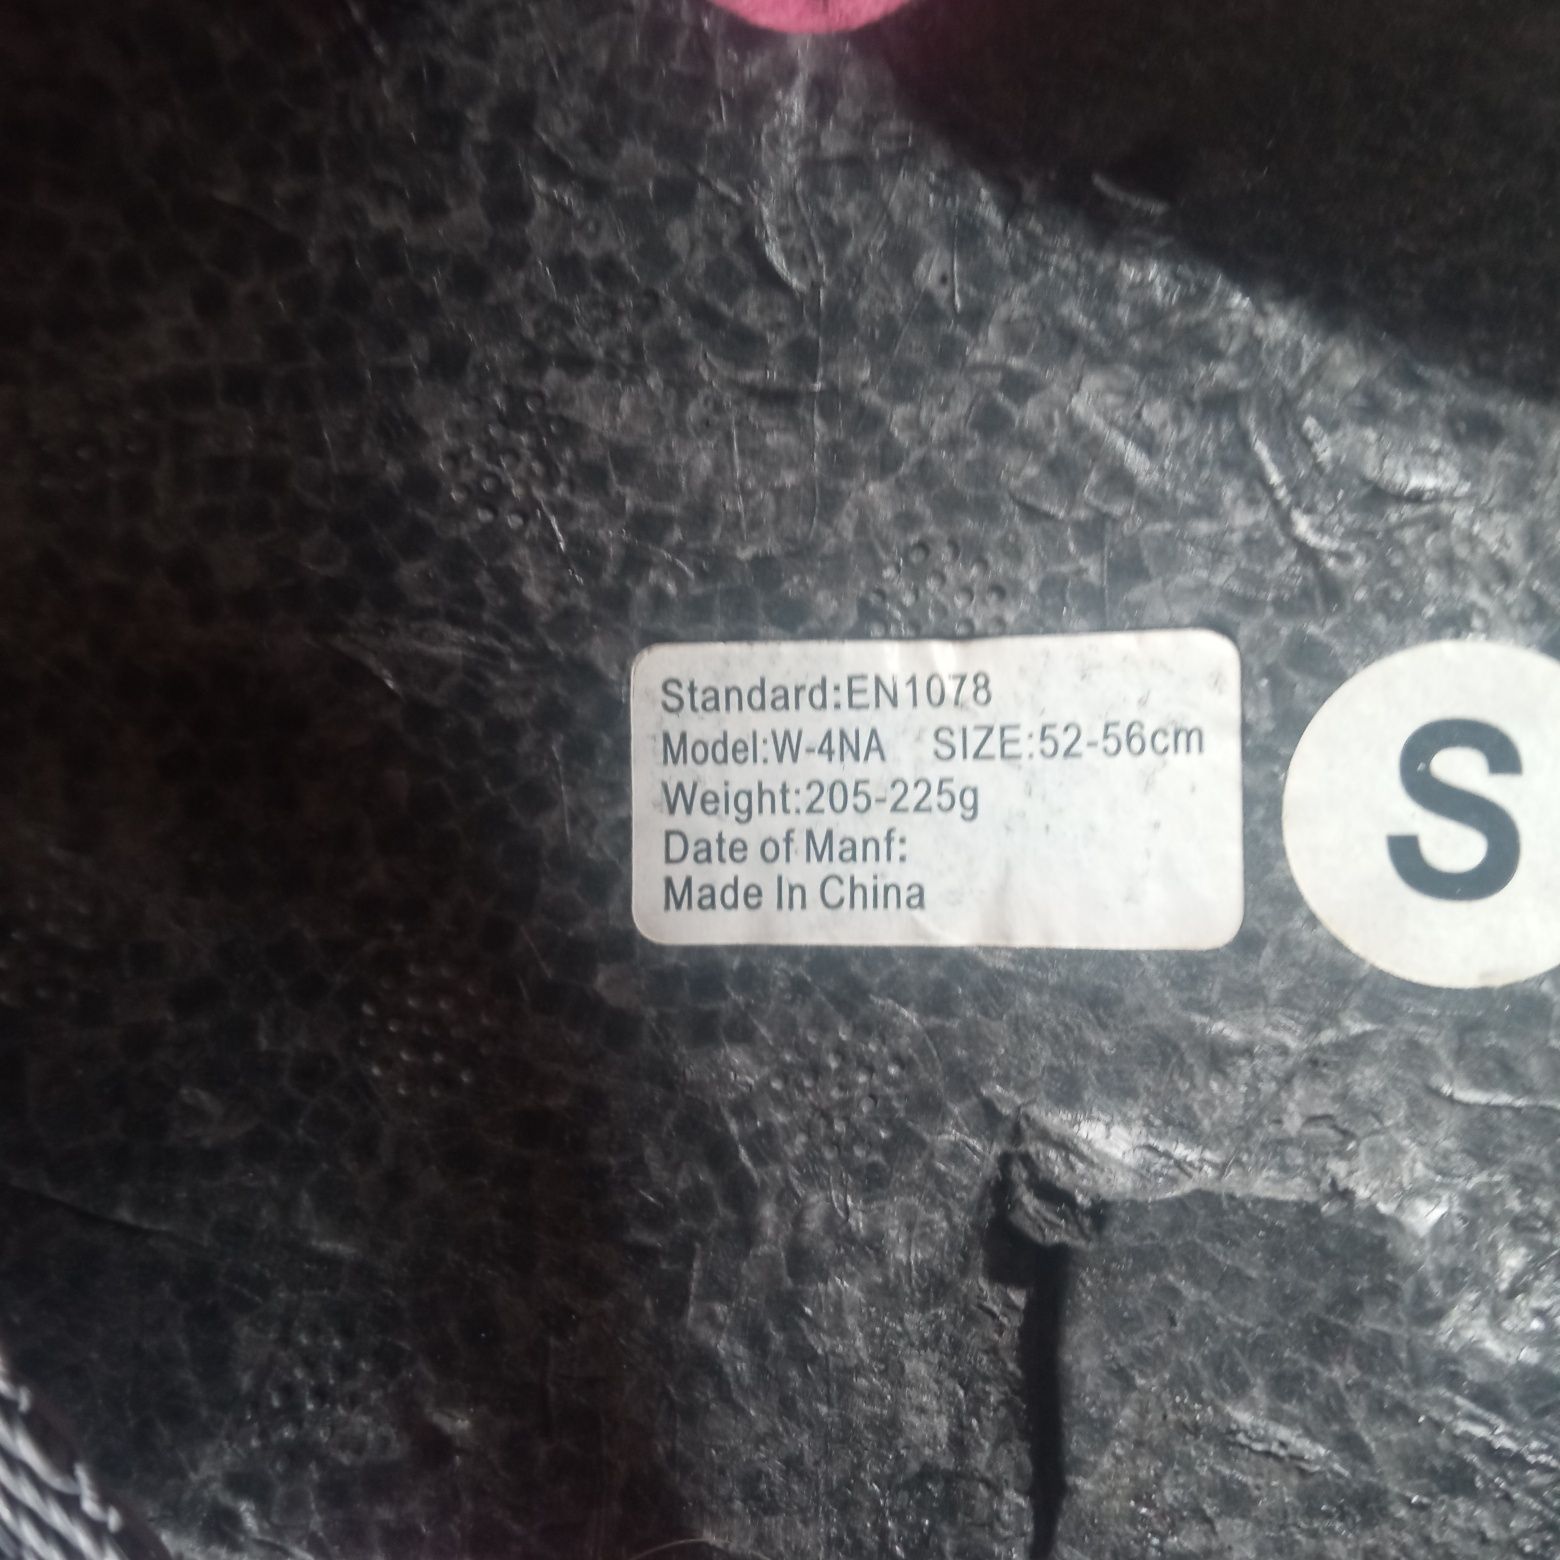 Standard:EN1078
Model:W-4NA SIZE:52-56cm
Weight:205-225g
Date of Manf:
Made In China
S